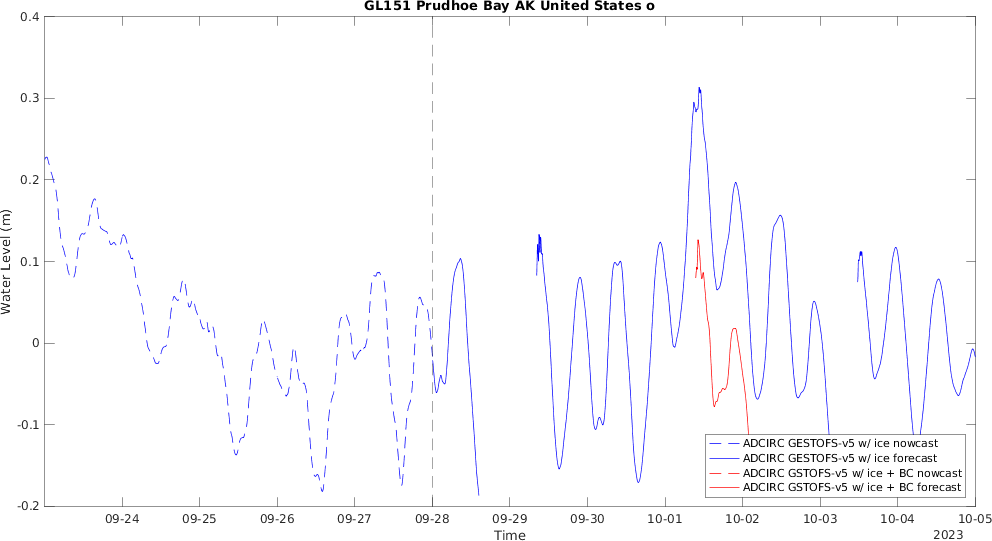 GL151 Prudhoe Bay AK United States o
0.4
0.3
0.2
0.1
0
-0.1
-0.2
Water Level (m)
ADCIRC GESTOFS-v5 w/ ice nowcast
ADCIRC GESTOFS-v5 w/ ice forecast
ADCIRC GSTOFS-v5 w/ ice + BC nowcast
ADCIRC GSTOFS-v5 w/ ice + BC forecast
09-24 09-25 09-26 09-27 09-28 09-29 09-30 10-01 10-02 10-03 10-04 10-05
Time 2023